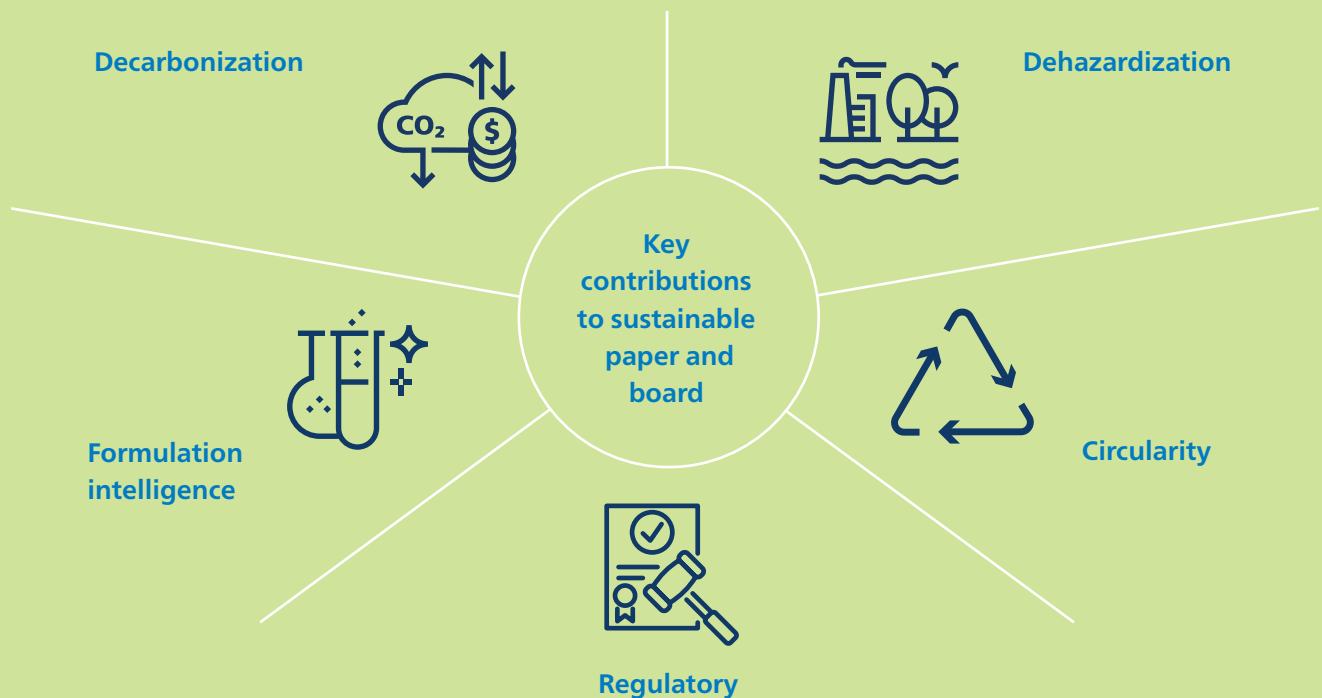 Decarbonization
Dehazardization
CO₂
$
Key
contributions
to sustainable
paper and
board
Formulation
intelligence
Circularity
Regulatory